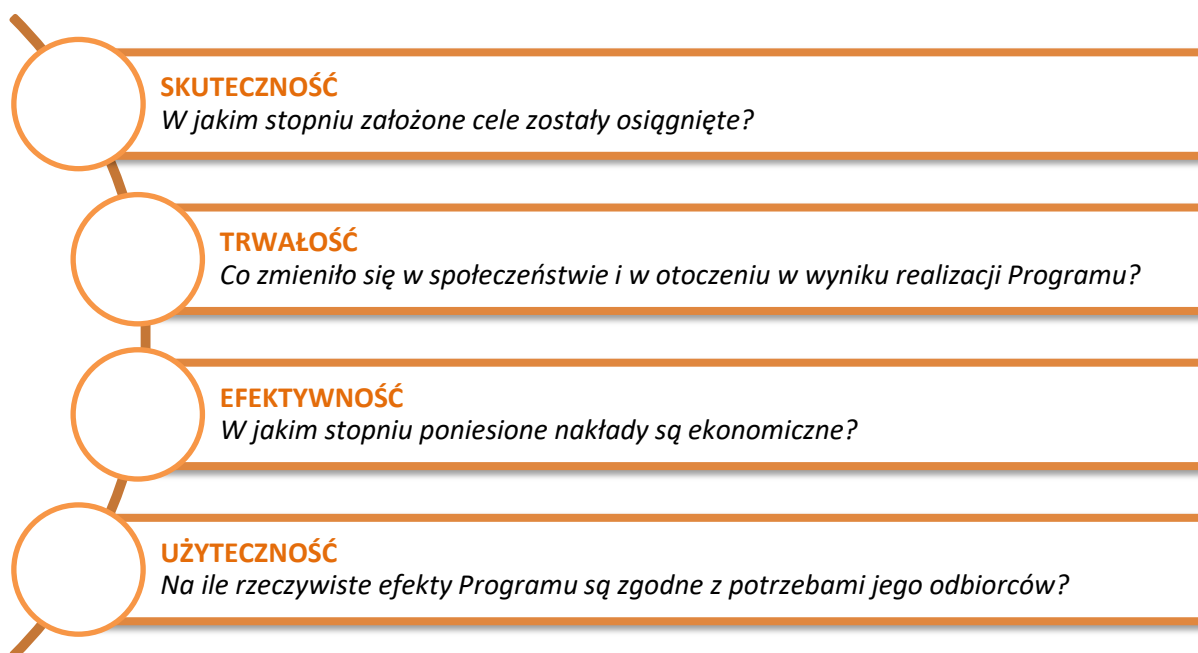 SKUTECZNOŚĆ
W jakim stopniu założone cele zostały osiągnięte?
TRWAŁOŚĆ
Co zmieniło się w społeczeństwie i w otoczeniu w wyniku realizacji Programu?
EFEKTYWNOŚĆ
W jakim stopniu poniesione nakłady są ekonomiczne?
UŻYTECZNOŚĆ
Na ile rzeczywiste efekty Programu są zgodne z potrzebami jego odbiorców?